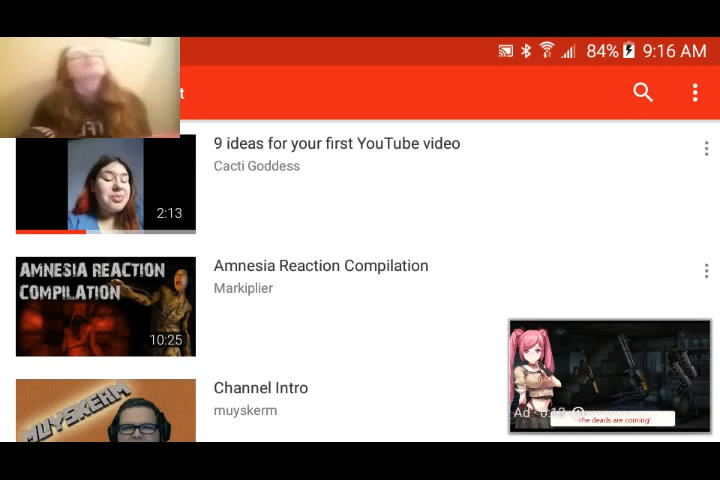 84% 9:16 AM
t
9 ideas for your first YouTube video
Cacti Goddess
2:13
AMNESIA REACTION
COMPILATION
10:25
Amnesia Reaction Compilation
Markiplier
MUYSKERM
Channel Intro
muyskerm
Ad
the deads are coming!